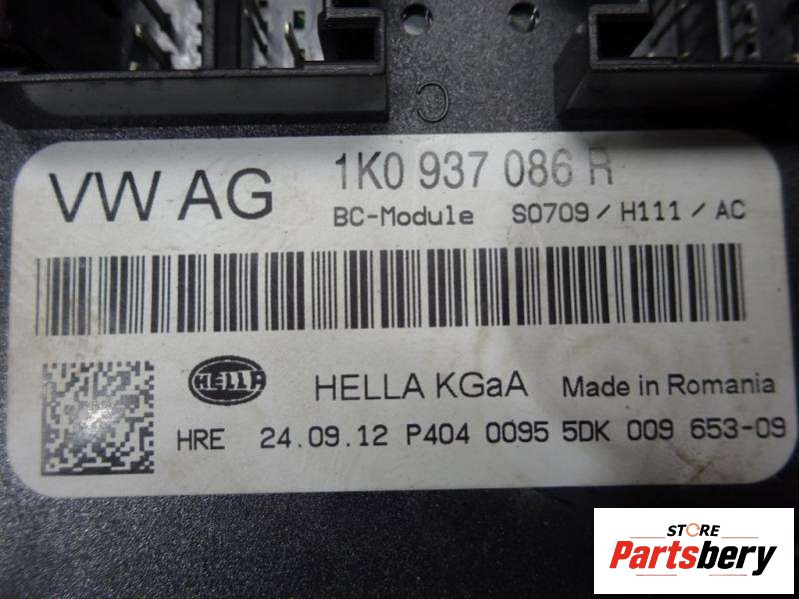 C
VW AG
1K0 937 086 R
BC-Module S0709 / H111 / AC
HELLA
HELLA KGaA Made in Romania
HRE 24.09.12 P404 0095 5DK 009 653-09
STORE
Partsbery